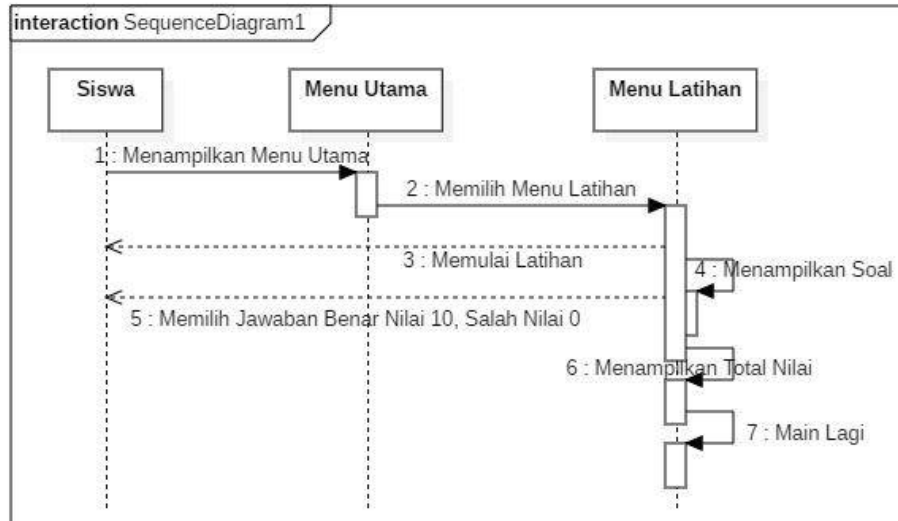 interaction SequenceDiagram1
Siswa
Menu Utama
Menu Latihan
1 : Menampilkan Menu Utama
2 : Memilih Menu Latihan
3 : Memulai Latihan
4 : Menampilkan Soal
5 : Memilih Jawaban Benar Nilai 10, Salah Nilai 0
6 : Menampilkan Total Nilai
7 : Main Lagi